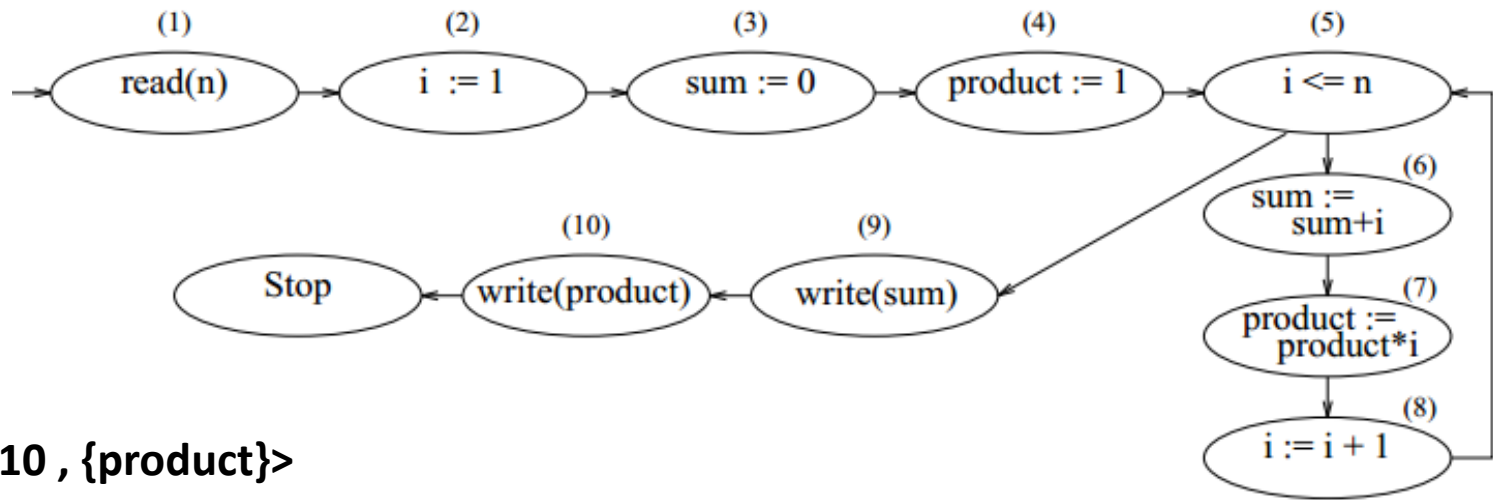 (1) (2) (3) (4) (5)
read(n) i := 1 sum := 0 product := 1 i <= n
(6)
sum :=
sum+i
(10) (9)
Stop write(product) write(sum)
(7)
product :=
product*i
(8)
i := i + 1
10 , {product}>